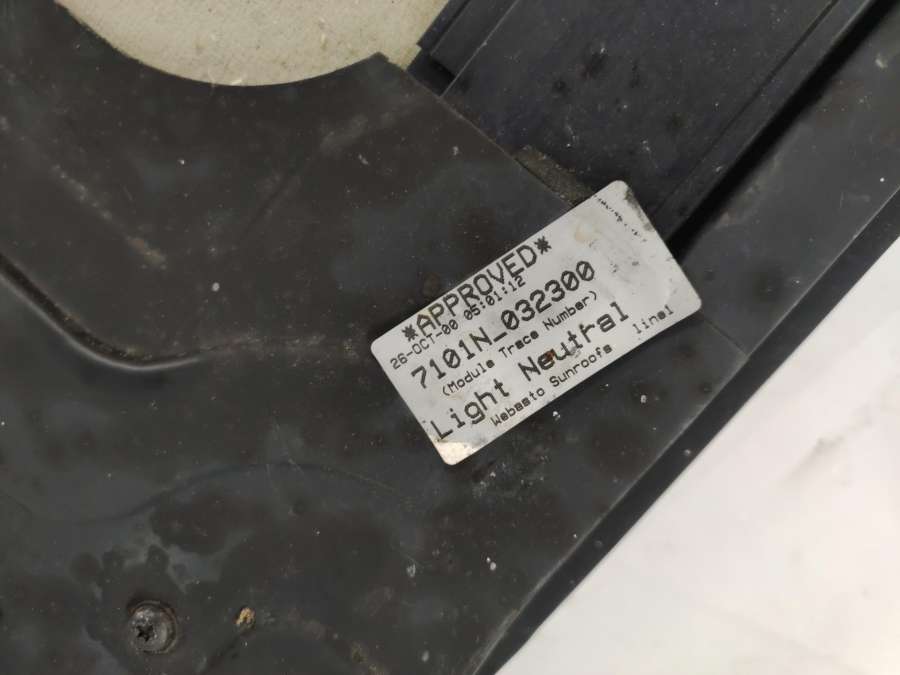 *APPROVED*
26-OCT-00 05:01:12
7101N_032300
(Module Trace Number)
Light Neutral
Webasto Sunroofs line1